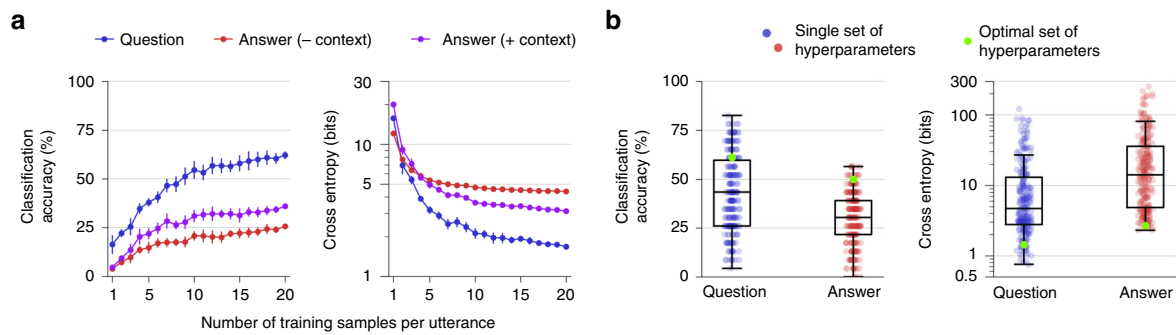 a
Question
Answer (– context)
Answer (+ context)
Classification
accuracy (%)
100
75
50
25
0
1
5
10
15
20
Cross entropy (bits)
30
10
5
1
1
5
10
15
20
Number of training samples per utterance
b
Single set of
hyperparameters
Optimal set of
hyperparameters
Classification
accuracy (%)
100
75
50
25
0
Question
Answer
Cross entropy (bits)
300
100
10
1
0.5
Question
Answer